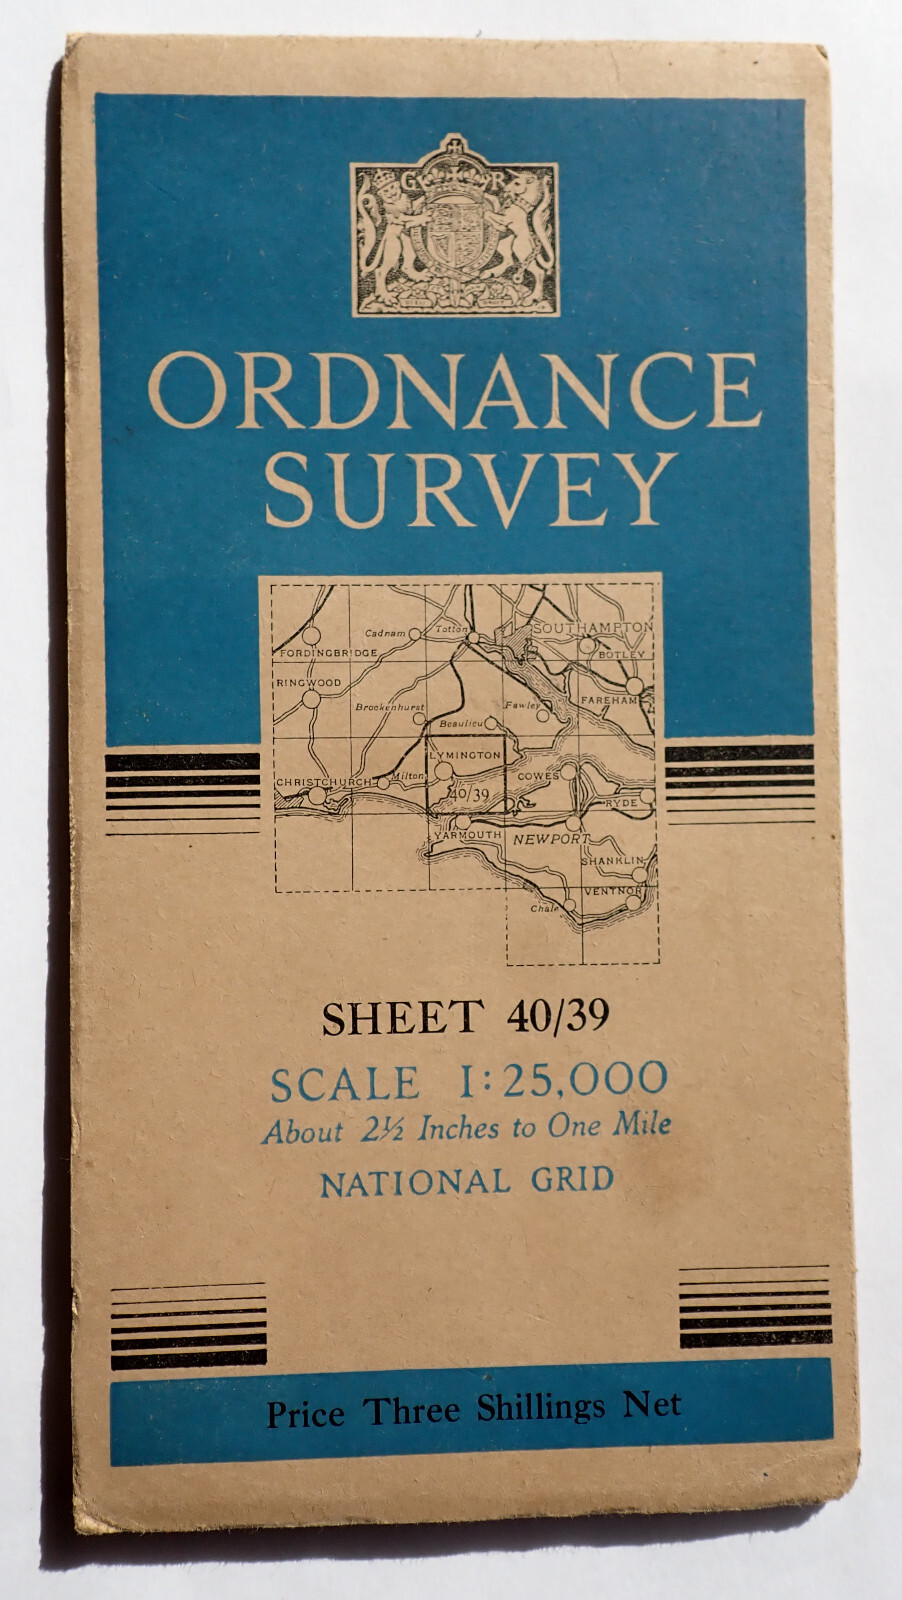 G R
ORDNANCE
SURVEY
Cadnam
Totton
SOUTHAMPTON
FORDINGBRIDGE
BOTLEY
RINGWOOD
FAREHAM
Brockenhurst
Fawley
Beaulieu
LYMINGTON
CHRISTCHURCH
Milton
COWES
40/39
RYDE
YARMOUTH
NEWPORT
SHANKLIN
VENTNOR
Chale
SHEET 40/39
SCALE 1:25,000
About 2½ Inches to One Mile
NATIONAL GRID
Price Three Shillings Net